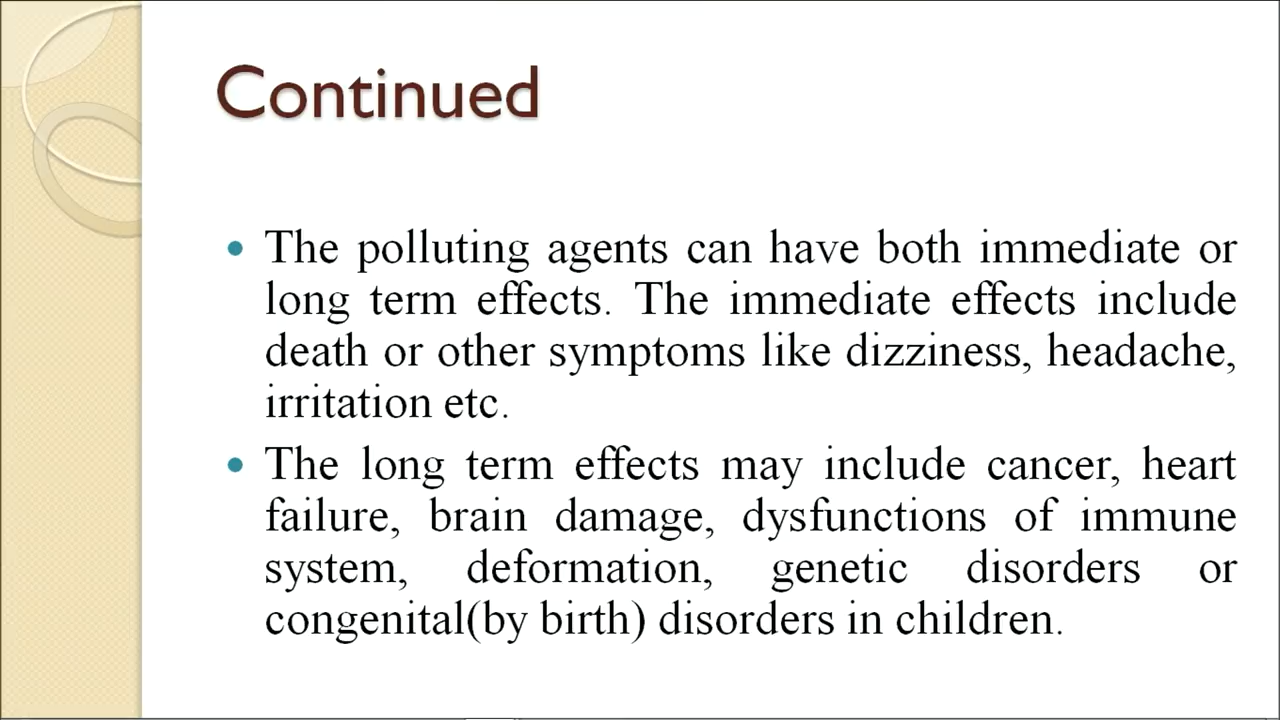 Continued
• The polluting agents can have both immediate or
long term effects. The immediate effects include
death or other symptoms like dizziness, headache,
irritation etc.
• The long term effects may include cancer, heart
failure, brain damage, dysfunctions of immune
system, deformation, genetic disorders or
congenital(by birth) disorders in children.